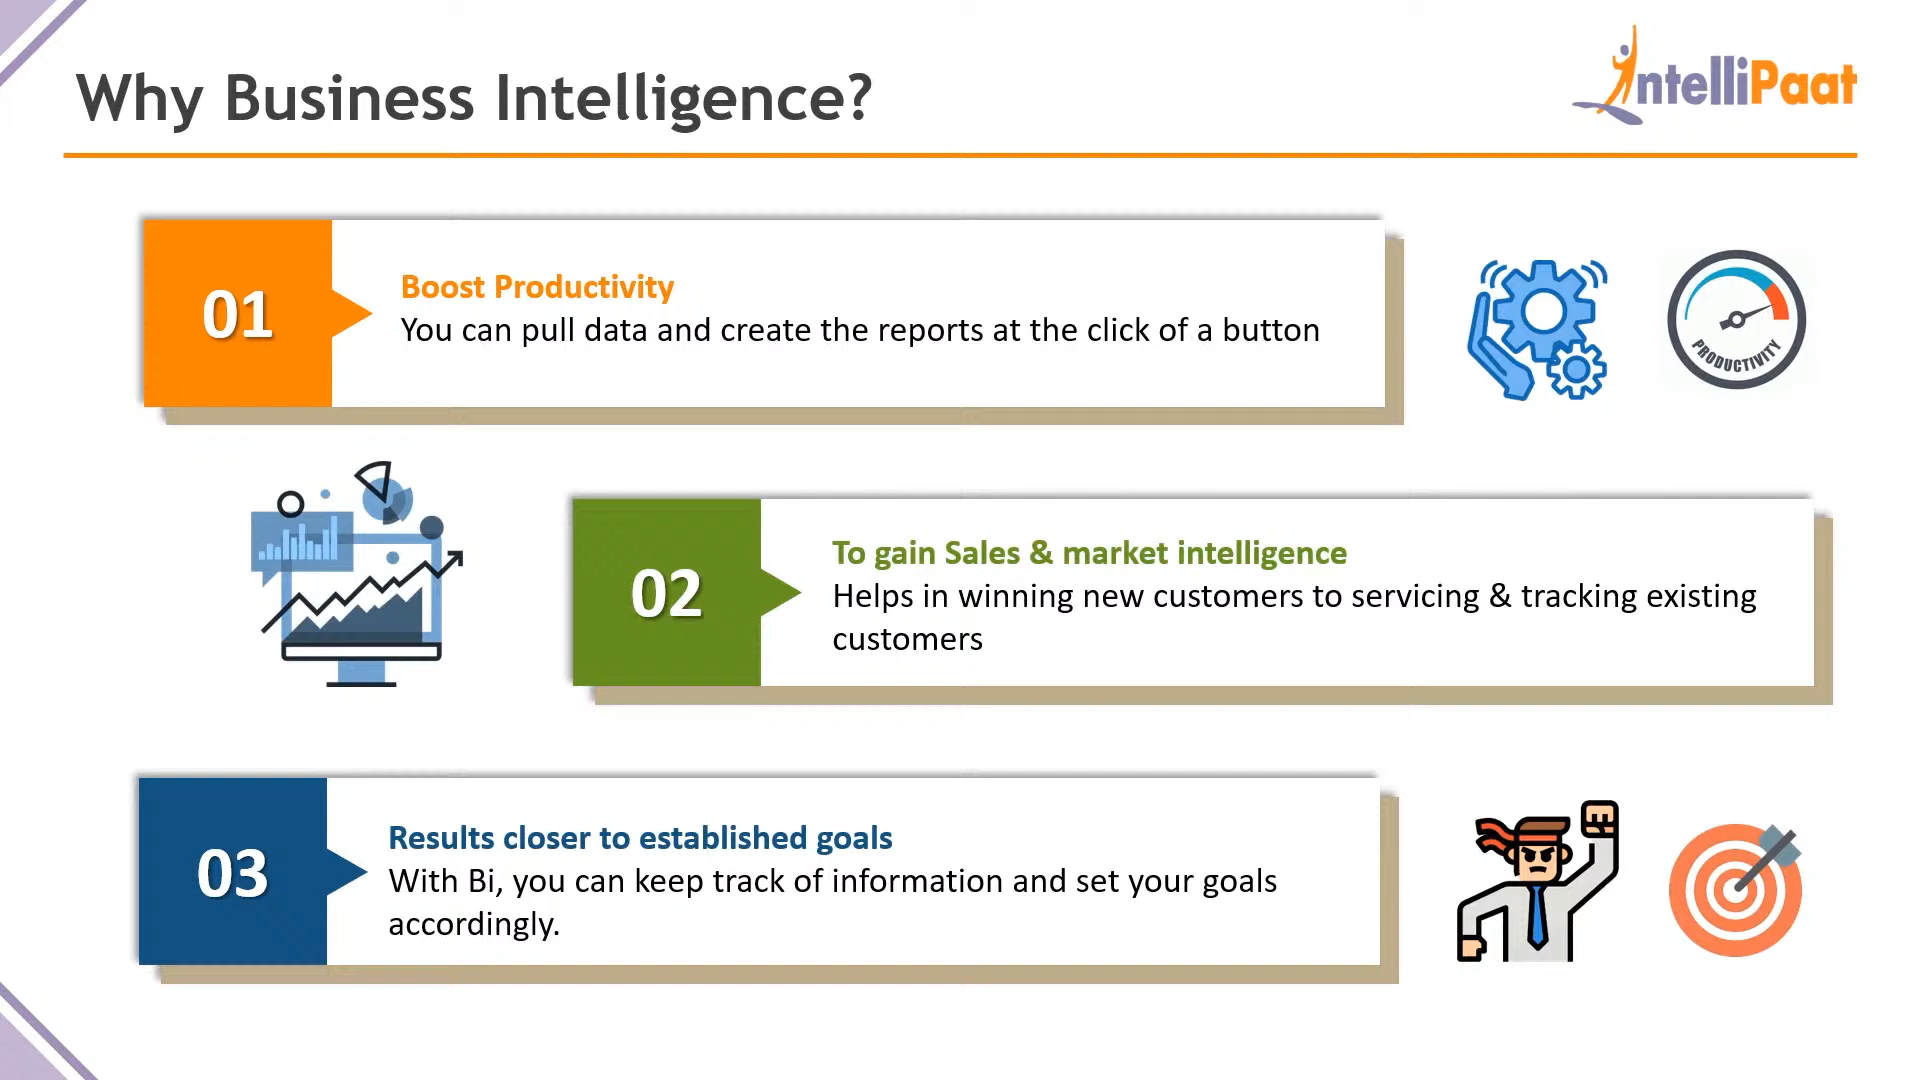 Why Business Intelligence?
IntelliPaat
01
Boost Productivity
You can pull data and create the reports at the click of a button
PRODUCTIVITY
02
To gain Sales & market intelligence
Helps in winning new customers to servicing & tracking existing
customers
03
Results closer to established goals
With Bi, you can keep track of information and set your goals
accordingly.